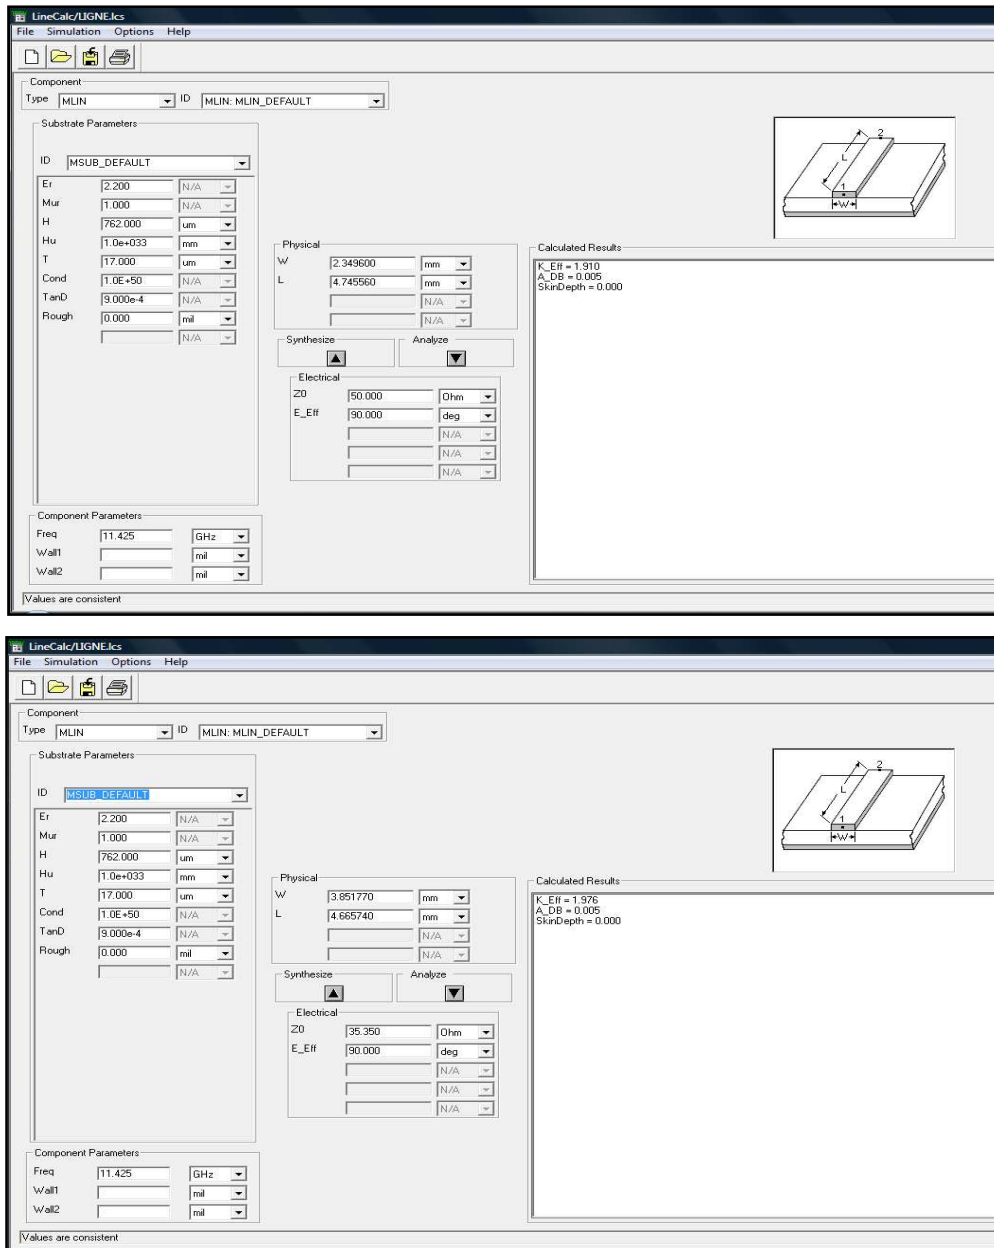 LineCalc/LIGNE.lcs
File Simulation Options Help
Component
Type MLIN ID MLIN: MLIN_DEFAULT
Substrate Parameters
ID MSUB_DEFAULT
Er 2.200 N/A
Mur 1.000 N/A
H 762.000 um
Hu 1.0e+033 mm
T 17.000 um
Cond 1.0E+50 N/A
TanD 9.000e-4 N/A
Rough 0.000 mil
N/A
Physical
W 2.349600 mm
L 4.745560 mm
N/A
N/A
Synthesize Analyze
Electrical
Z0 50.000 Ohm
E_Eff 90.000 deg
N/A
N/A
N/A
Component Parameters
Freq 11.425 GHz
Wall1 mil
Wall2 mil
2
L
1
W
Calculated Results
K_Eff = 1.910
A_DB = 0.005
SkinDepth = 0.000
Values are consistent
LineCalc/LIGNE.lcs
File Simulation Options Help
Component
Type MLIN ID MLIN: MLIN_DEFAULT
Substrate Parameters
ID MSUB_DEFAULT
Er 2.200 N/A
Mur 1.000 N/A
H 762.000 um
Hu 1.0e+033 mm
T 17.000 um
Cond 1.0E+50 N/A
TanD 9.000e-4 N/A
Rough 0.000 mil
N/A
Physical
W 3.851770 mm
L 4.665740 mm
N/A
N/A
Synthesize Analyze
Electrical
Z0 35.350 Ohm
E_Eff 90.000 deg
N/A
N/A
N/A
Component Parameters
Freq 11.425 GHz
Wall1 mil
Wall2 mil
2
L
1
W
Calculated Results
K_Eff = 1.976
A_DB = 0.005
SkinDepth = 0.000
Values are consistent